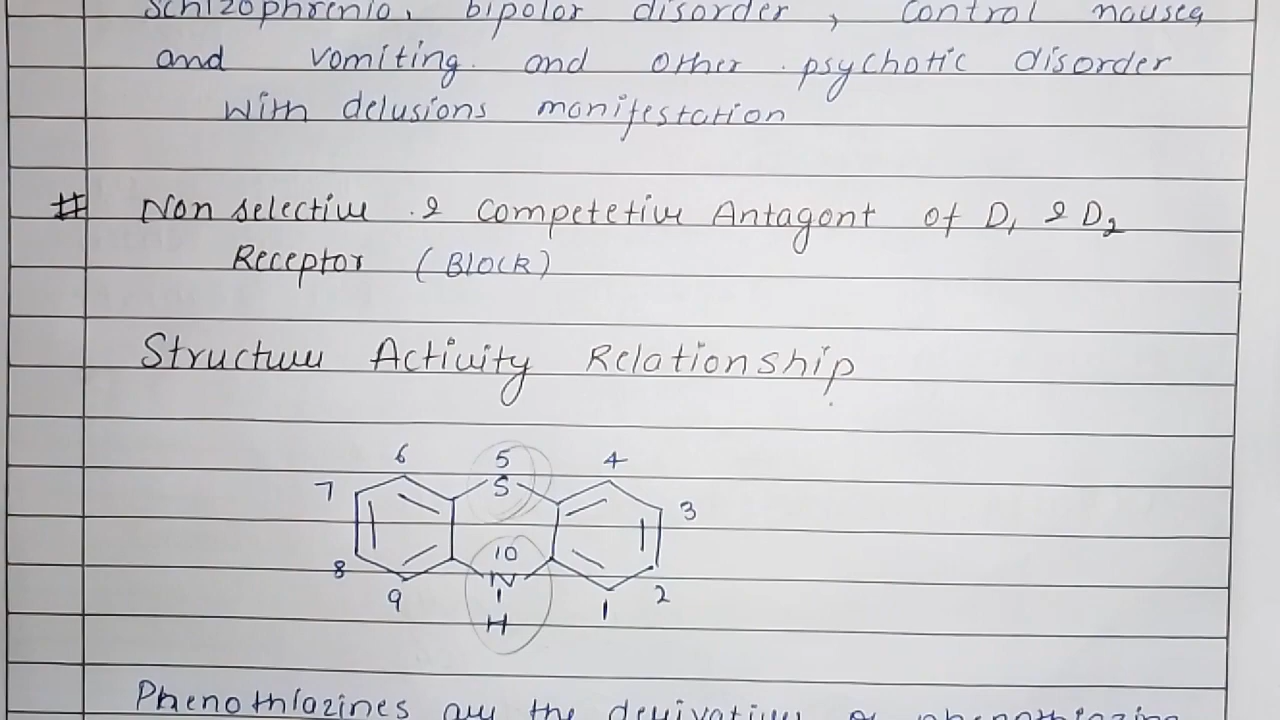 schizophrenia, bipolar disorder, control nausea
and vomiting and other psychotic disorder
with delusions manifestation
# Non selective & Competetive Antagont of D1 & D2
Receptor (Block)
Structure Activity Relationship
6 5 4
7 S 3
8 10 2
9 N 1
H
Phenothiazines are the derivatives of phenothiazine